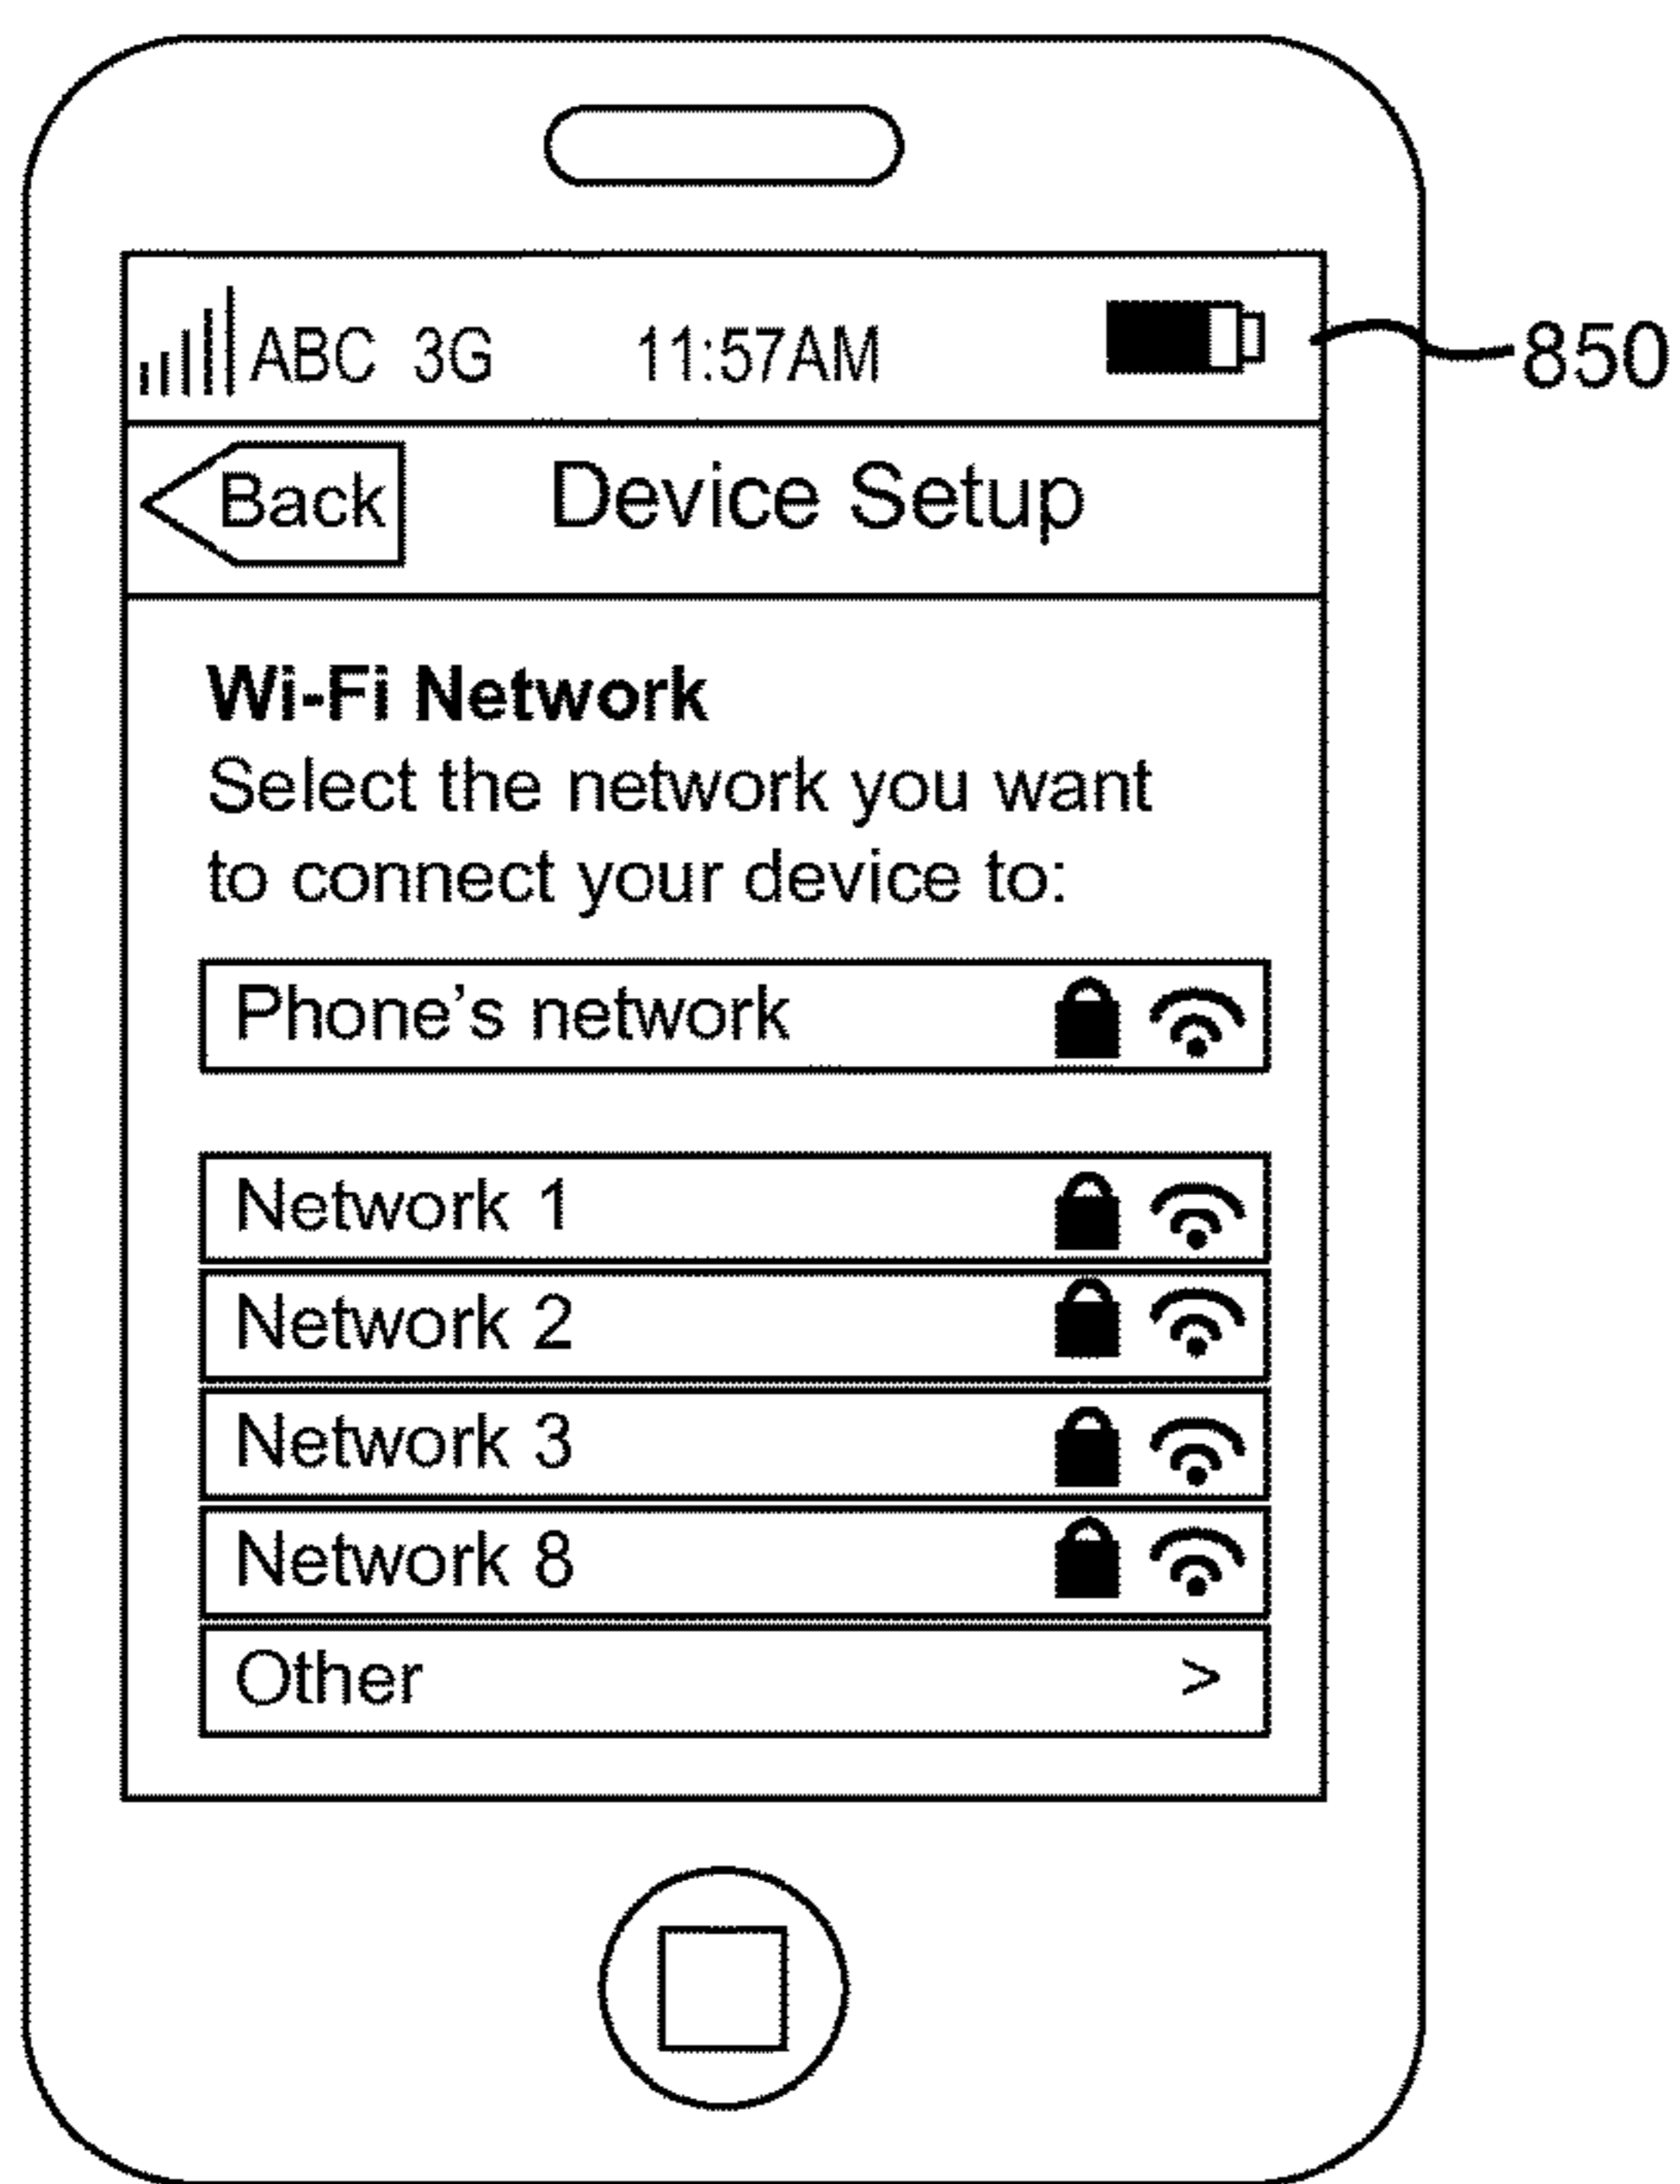 ABC 3G 11:57AM
850
Back Device Setup
Wi-Fi Network
Select the network you want
to connect your device to:
Phone's network
Network 1
Network 2
Network 3
Network 8
Other >